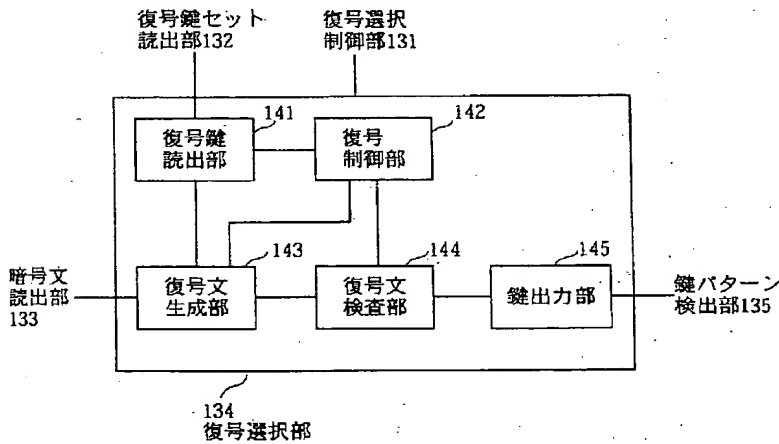 復号鍵セット
読出部132
復号選択
制御部131
141
復号鍵
読出部
142
復号
制御部
暗号文
読出部
133
143
復号文
生成部
144
復号文
検査部
145
鍵出力部
鍵パターン
検出部135
134
復号選択部